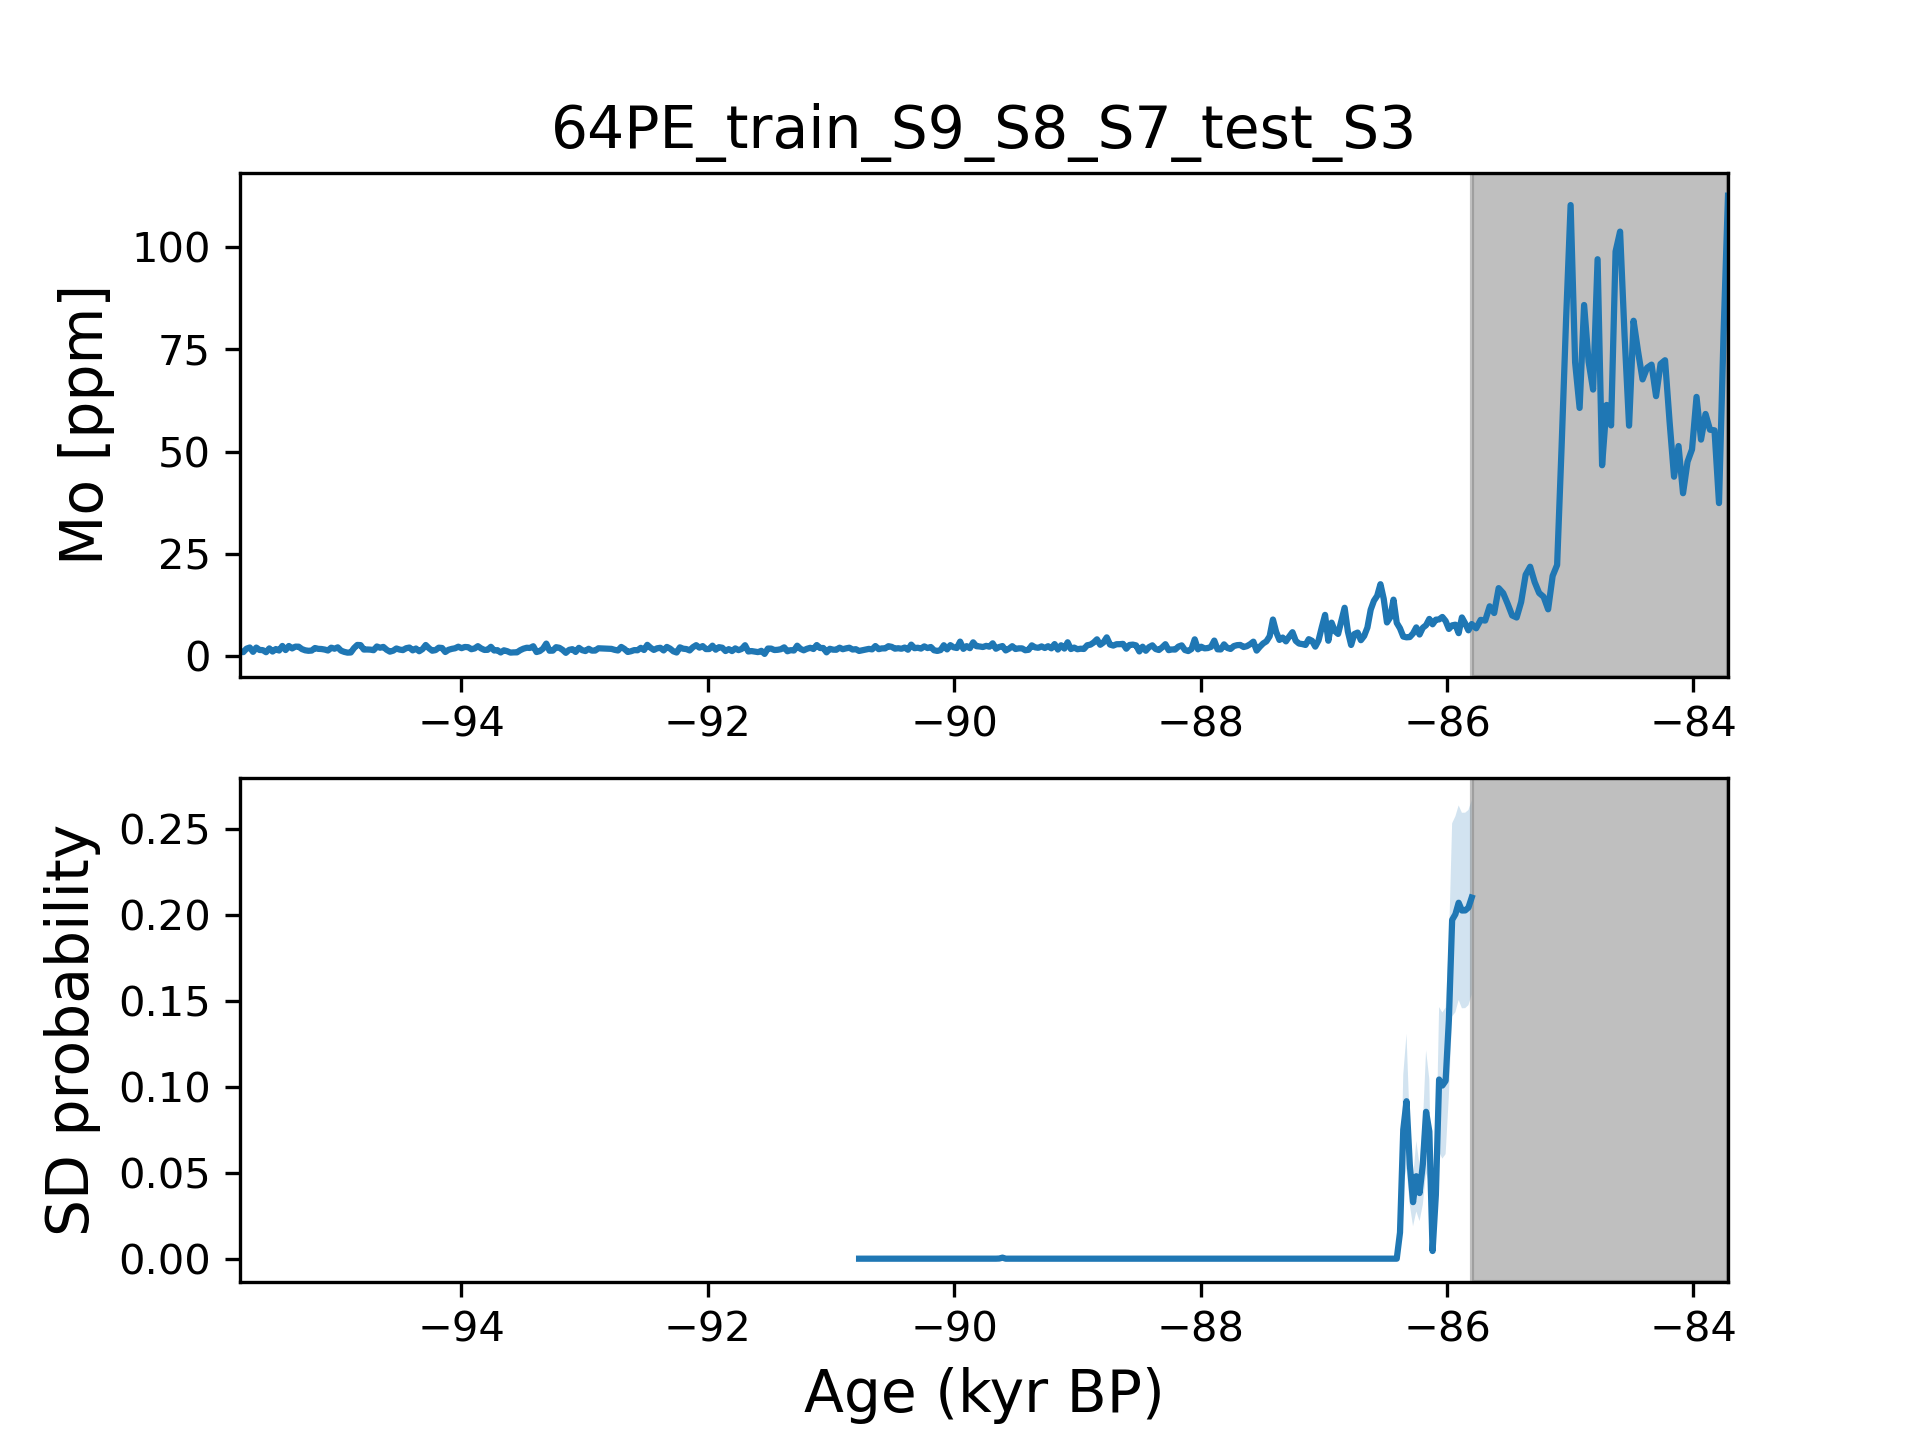 64PE_train_S9_S8_S7_test_S3
Mo [ppm]
100
75
50
25
0
−94 −92 −90 −88 −86 −84
SD probability
0.25
0.20
0.15
0.10
0.05
0.00
−94 −92 −90 −88 −86 −84
Age (kyr BP)